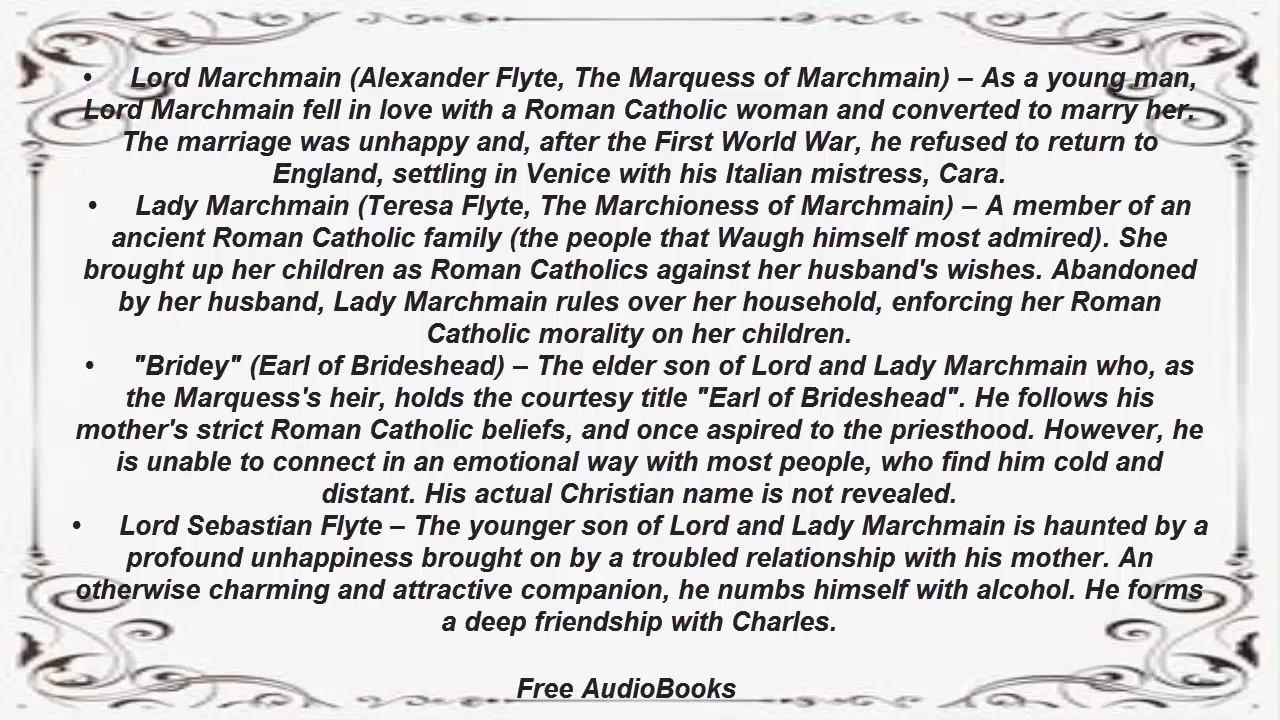 • Lord Marchmain (Alexander Flyte, The Marquess of Marchmain) – As a young man,
Lord Marchmain fell in love with a Roman Catholic woman and converted to marry her.
The marriage was unhappy and, after the First World War, he refused to return to
England, settling in Venice with his Italian mistress, Cara.
• Lady Marchmain (Teresa Flyte, The Marchioness of Marchmain) – A member of an
ancient Roman Catholic family (the people that Waugh himself most admired). She
brought up her children as Roman Catholics against her husband's wishes. Abandoned
by her husband, Lady Marchmain rules over her household, enforcing her Roman
Catholic morality on her children.
• "Bridey" (Earl of Brideshead) – The elder son of Lord and Lady Marchmain who, as
the Marquess's heir, holds the courtesy title "Earl of Brideshead". He follows his
mother's strict Roman Catholic beliefs, and once aspired to the priesthood. However, he
is unable to connect in an emotional way with most people, who find him cold and
distant. His actual Christian name is not revealed.
• Lord Sebastian Flyte – The younger son of Lord and Lady Marchmain is haunted by a
profound unhappiness brought on by a troubled relationship with his mother. An
otherwise charming and attractive companion, he numbs himself with alcohol. He forms
a deep friendship with Charles.
Free AudioBooks